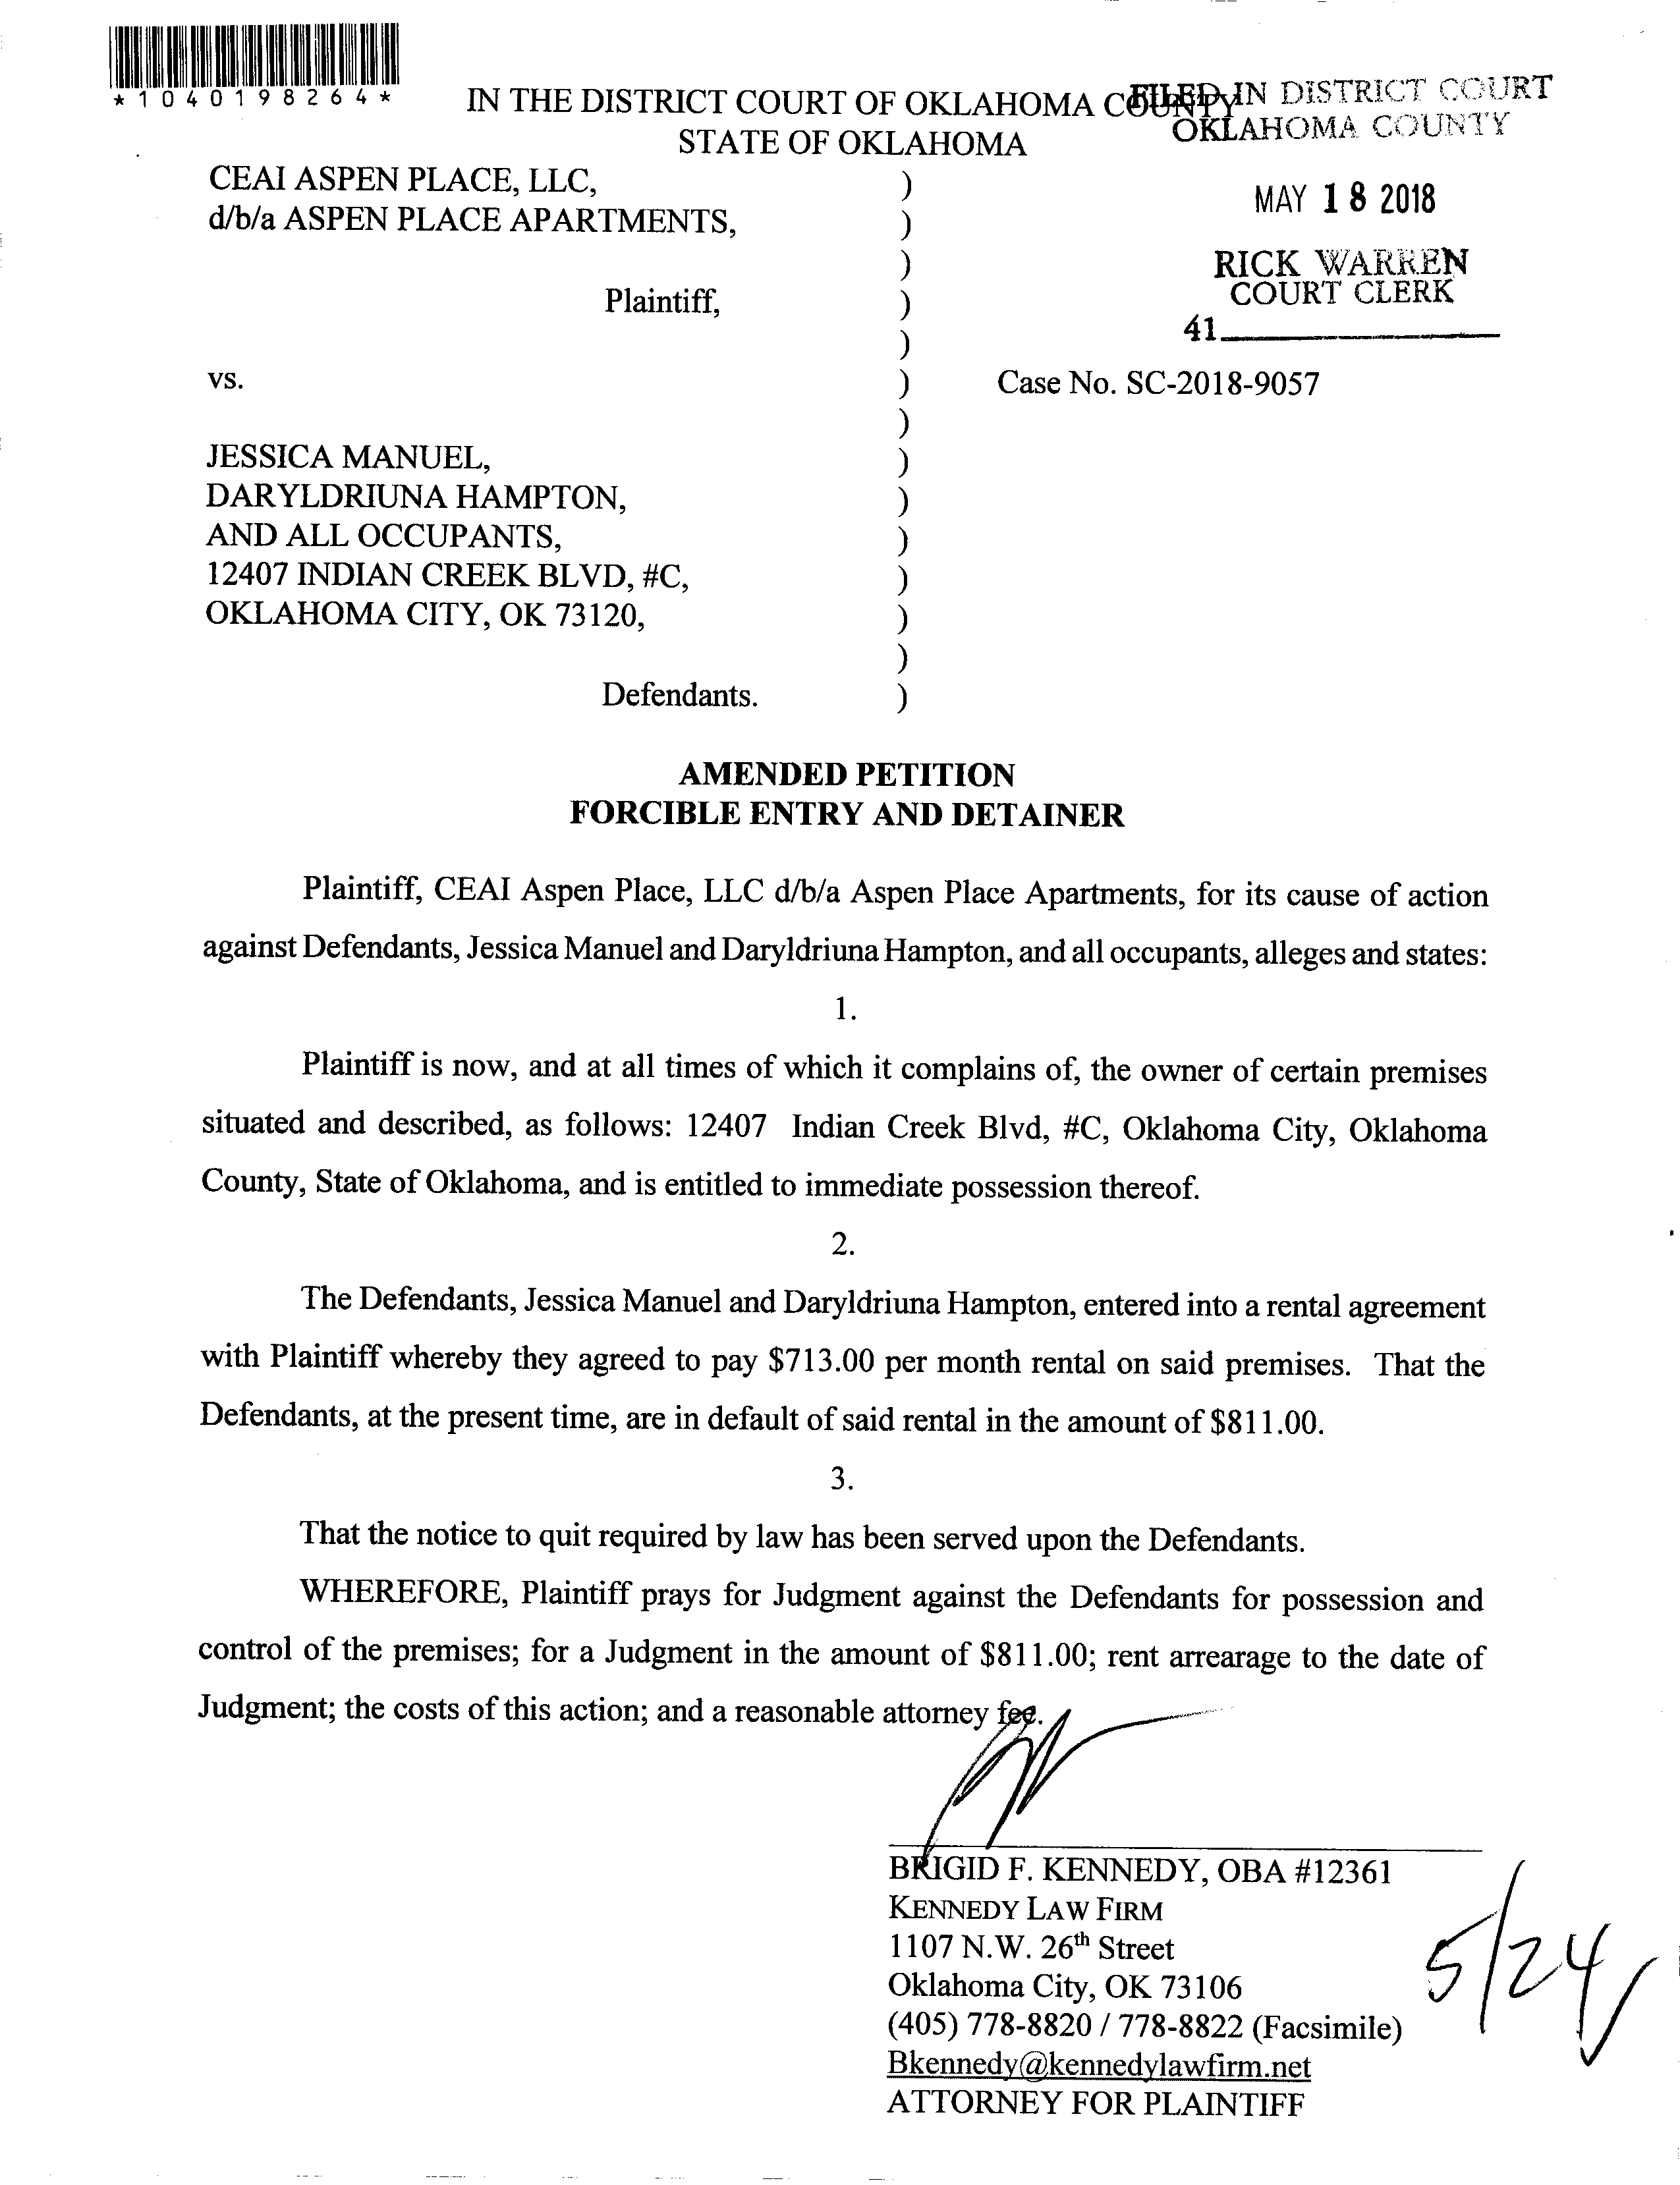 *1040198264*
IN THE DISTRICT COURT OF OKLAHOMA COUNTY
STATE OF OKLAHOMA
FILED IN DISTRICT COURT
OKLAHOMA COUNTY
MAY 18 2018
RICK WARREN
COURT CLERK
41
CEAI ASPEN PLACE, LLC, )
d/b/a ASPEN PLACE APARTMENTS, )
)
Plaintiff, )
)
vs. ) Case No. SC-2018-9057
)
JESSICA MANUEL, )
DARYLDRIUNA HAMPTON, )
AND ALL OCCUPANTS, )
12407 INDIAN CREEK BLVD, #C, )
OKLAHOMA CITY, OK 73120, )
)
Defendants. )
AMENDED PETITION
FORCIBLE ENTRY AND DETAINER
Plaintiff, CEAI Aspen Place, LLC d/b/a Aspen Place Apartments, for its cause of action
against Defendants, Jessica Manuel and Daryldriuna Hampton, and all occupants, alleges and states:
1.
Plaintiff is now, and at all times of which it complains of, the owner of certain premises
situated and described, as follows: 12407 Indian Creek Blvd, #C, Oklahoma City, Oklahoma
County, State of Oklahoma, and is entitled to immediate possession thereof.
2.
The Defendants, Jessica Manuel and Daryldriuna Hampton, entered into a rental agreement
with Plaintiff whereby they agreed to pay $713.00 per month rental on said premises. That the
Defendants, at the present time, are in default of said rental in the amount of $811.00.
3.
That the notice to quit required by law has been served upon the Defendants.
WHEREFORE, Plaintiff prays for Judgment against the Defendants for possession and
control of the premises; for a Judgment in the amount of $811.00; rent arrearage to the date of
Judgment; the costs of this action; and a reasonable attorney fee.
BRIGID F. KENNEDY, OBA #12361
KENNEDY LAW FIRM
1107 N.W. 26th Street
Oklahoma City, OK 73106
(405) 778-8820 / 778-8822 (Facsimile)
Bkennedy@kennedylawfirm.net
ATTORNEY FOR PLAINTIFF
5/24